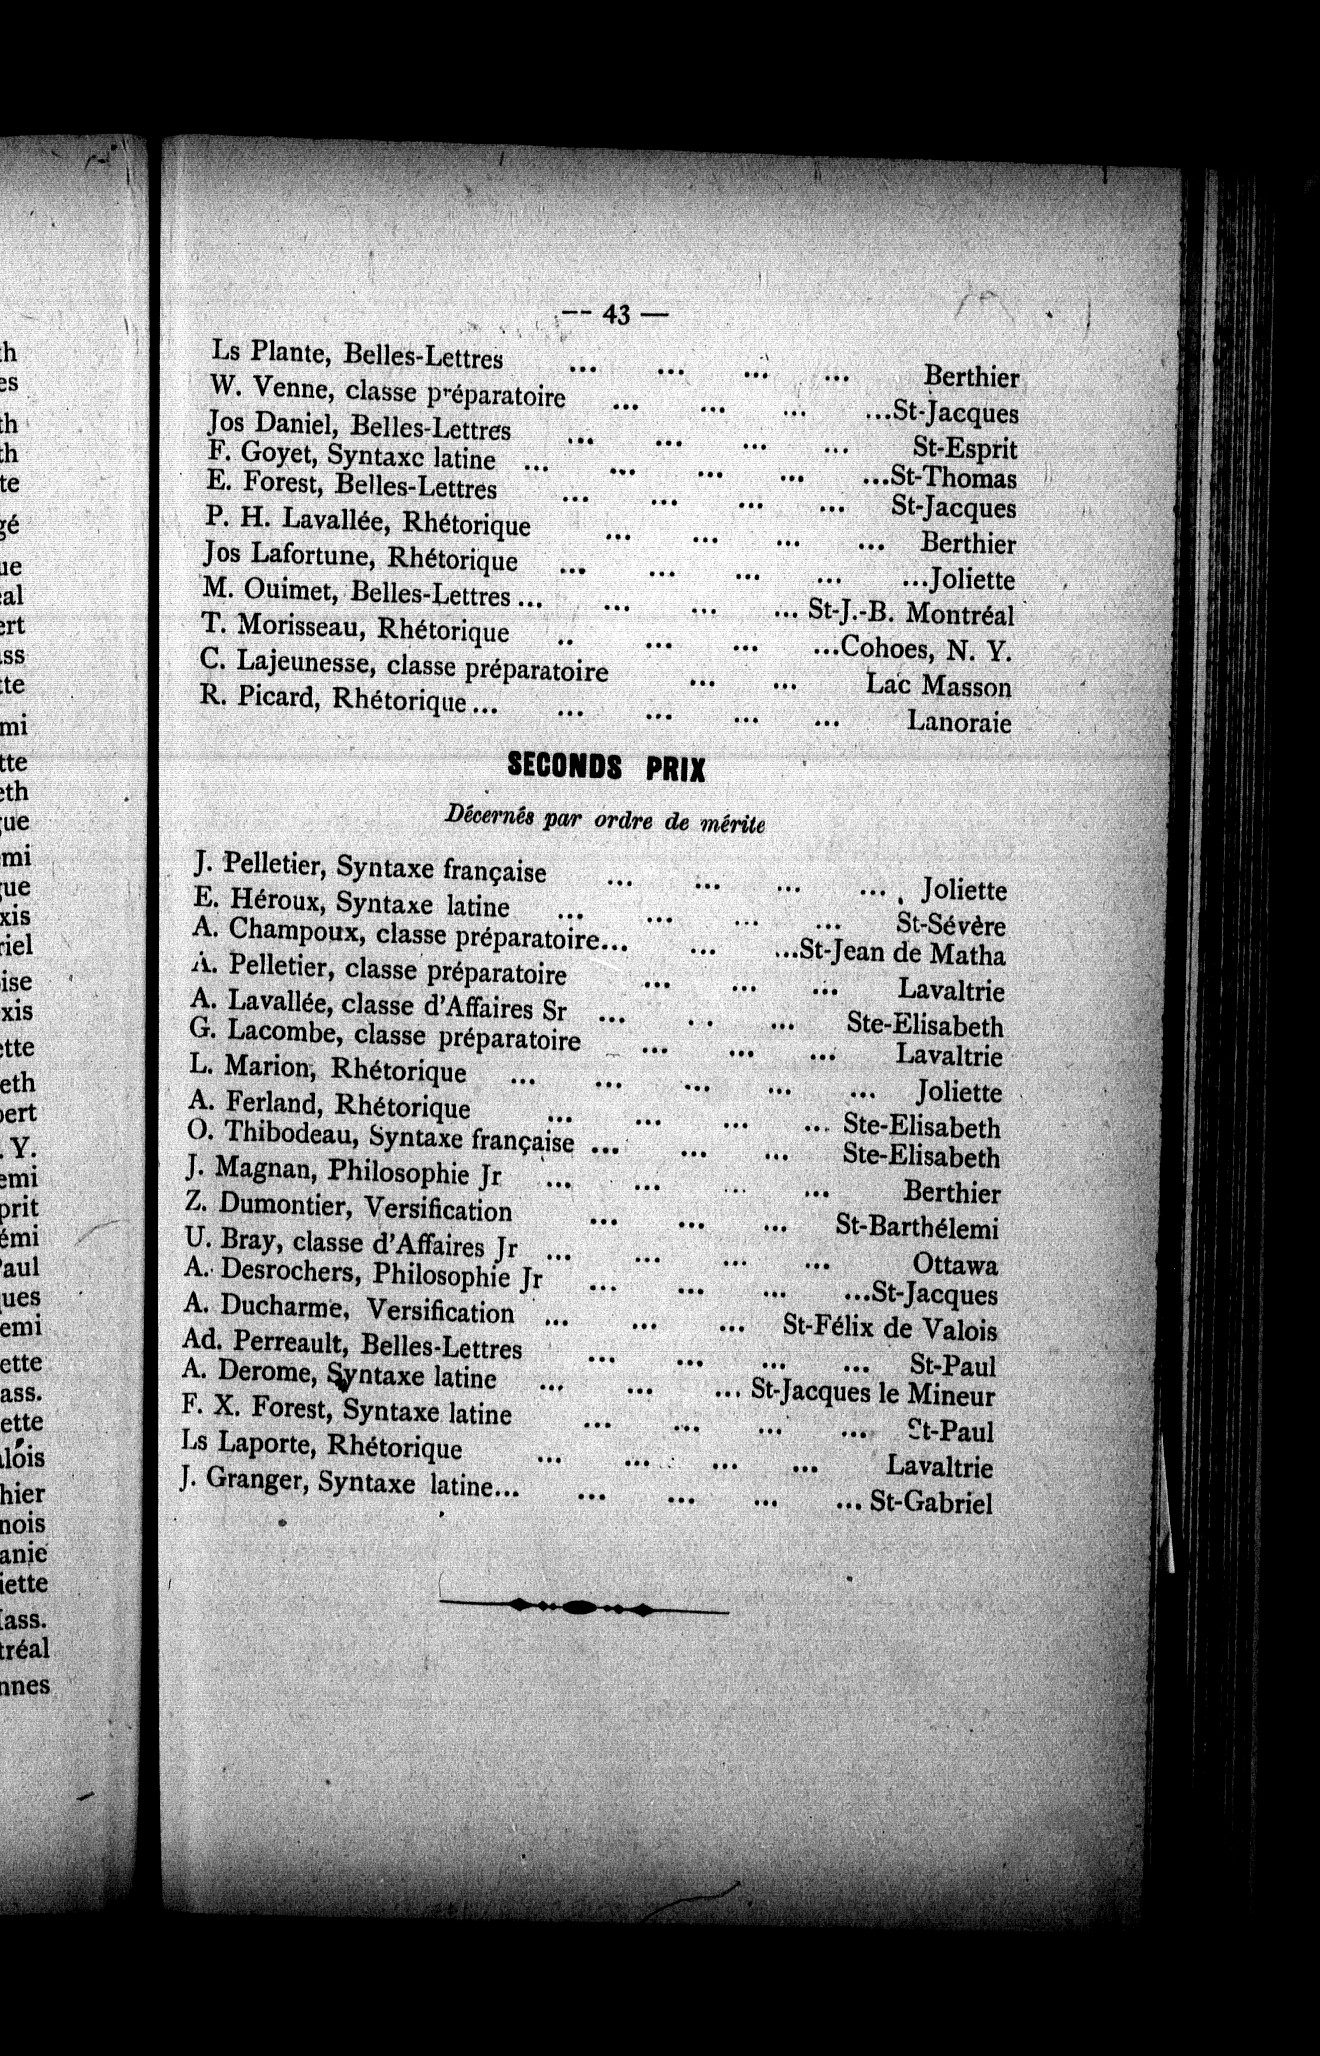 -- 43 —
Ls Plante, Belles-Lettres ... ... ... ... Berthier
W. Venne, classe préparatoire ... ... ... ...St-Jacques
Jos Daniel, Belles-Lettres ... ... ... ... St-Esprit
F. Goyet, Syntaxe latine ... ... ... ... ...St-Thomas
E. Forest, Belles-Lettres ... ... ... ... St-Jacques
P. H. Lavallée, Rhétorique ... ... ... ... Berthier
Jos Lafortune, Rhétorique ... ... ... ... ...Joliette
M. Ouimet, Belles-Lettres ... ... ... ... St-J.-B. Montréal
T. Morisseau, Rhétorique .. ... ... ...Cohoes, N. Y.
C. Lajeunesse, classe préparatoire ... ... Lac Masson
R. Picard, Rhétorique ... ... ... ... ... Lanoraie
SECONDS PRIX
Décernés par ordre de mérite
J. Pelletier, Syntaxe française ... ... ... ... Joliette
E. Héroux, Syntaxe latine ... ... ... ... St-Sévère
A. Champoux, classe préparatoire... ... ...St-Jean de Matha
A. Pelletier, classe préparatoire ... ... ... Lavaltrie
A. Lavallée, classe d'Affaires Sr ... .. ... Ste-Elisabeth
G. Lacombe, classe préparatoire ... ... ... Lavaltrie
L. Marion, Rhétorique ... ... ... ... ... Joliette
A. Ferland, Rhétorique ... ... ... ... Ste-Elisabeth
O. Thibodeau, Syntaxe française ... ... ... Ste-Elisabeth
J. Magnan, Philosophie Jr ... ... ... ... Berthier
Z. Dumontier, Versification ... ... ... St-Barthélemi
U. Bray, classe d'Affaires Jr ... ... ... ... Ottawa
A. Desrochers, Philosophie Jr ... ... ... ...St-Jacques
A. Ducharme, Versification ... ... ... St-Félix de Valois
Ad. Perreault, Belles-Lettres ... ... ... ... St-Paul
A. Derome, Syntaxe latine ... ... ... St-Jacques le Mineur
F. X. Forest, Syntaxe latine ... ... ... ... St-Paul
Ls Laporte, Rhétorique ... ... ... ... Lavaltrie
J. Granger, Syntaxe latine... ... ... ... ... St-Gabriel